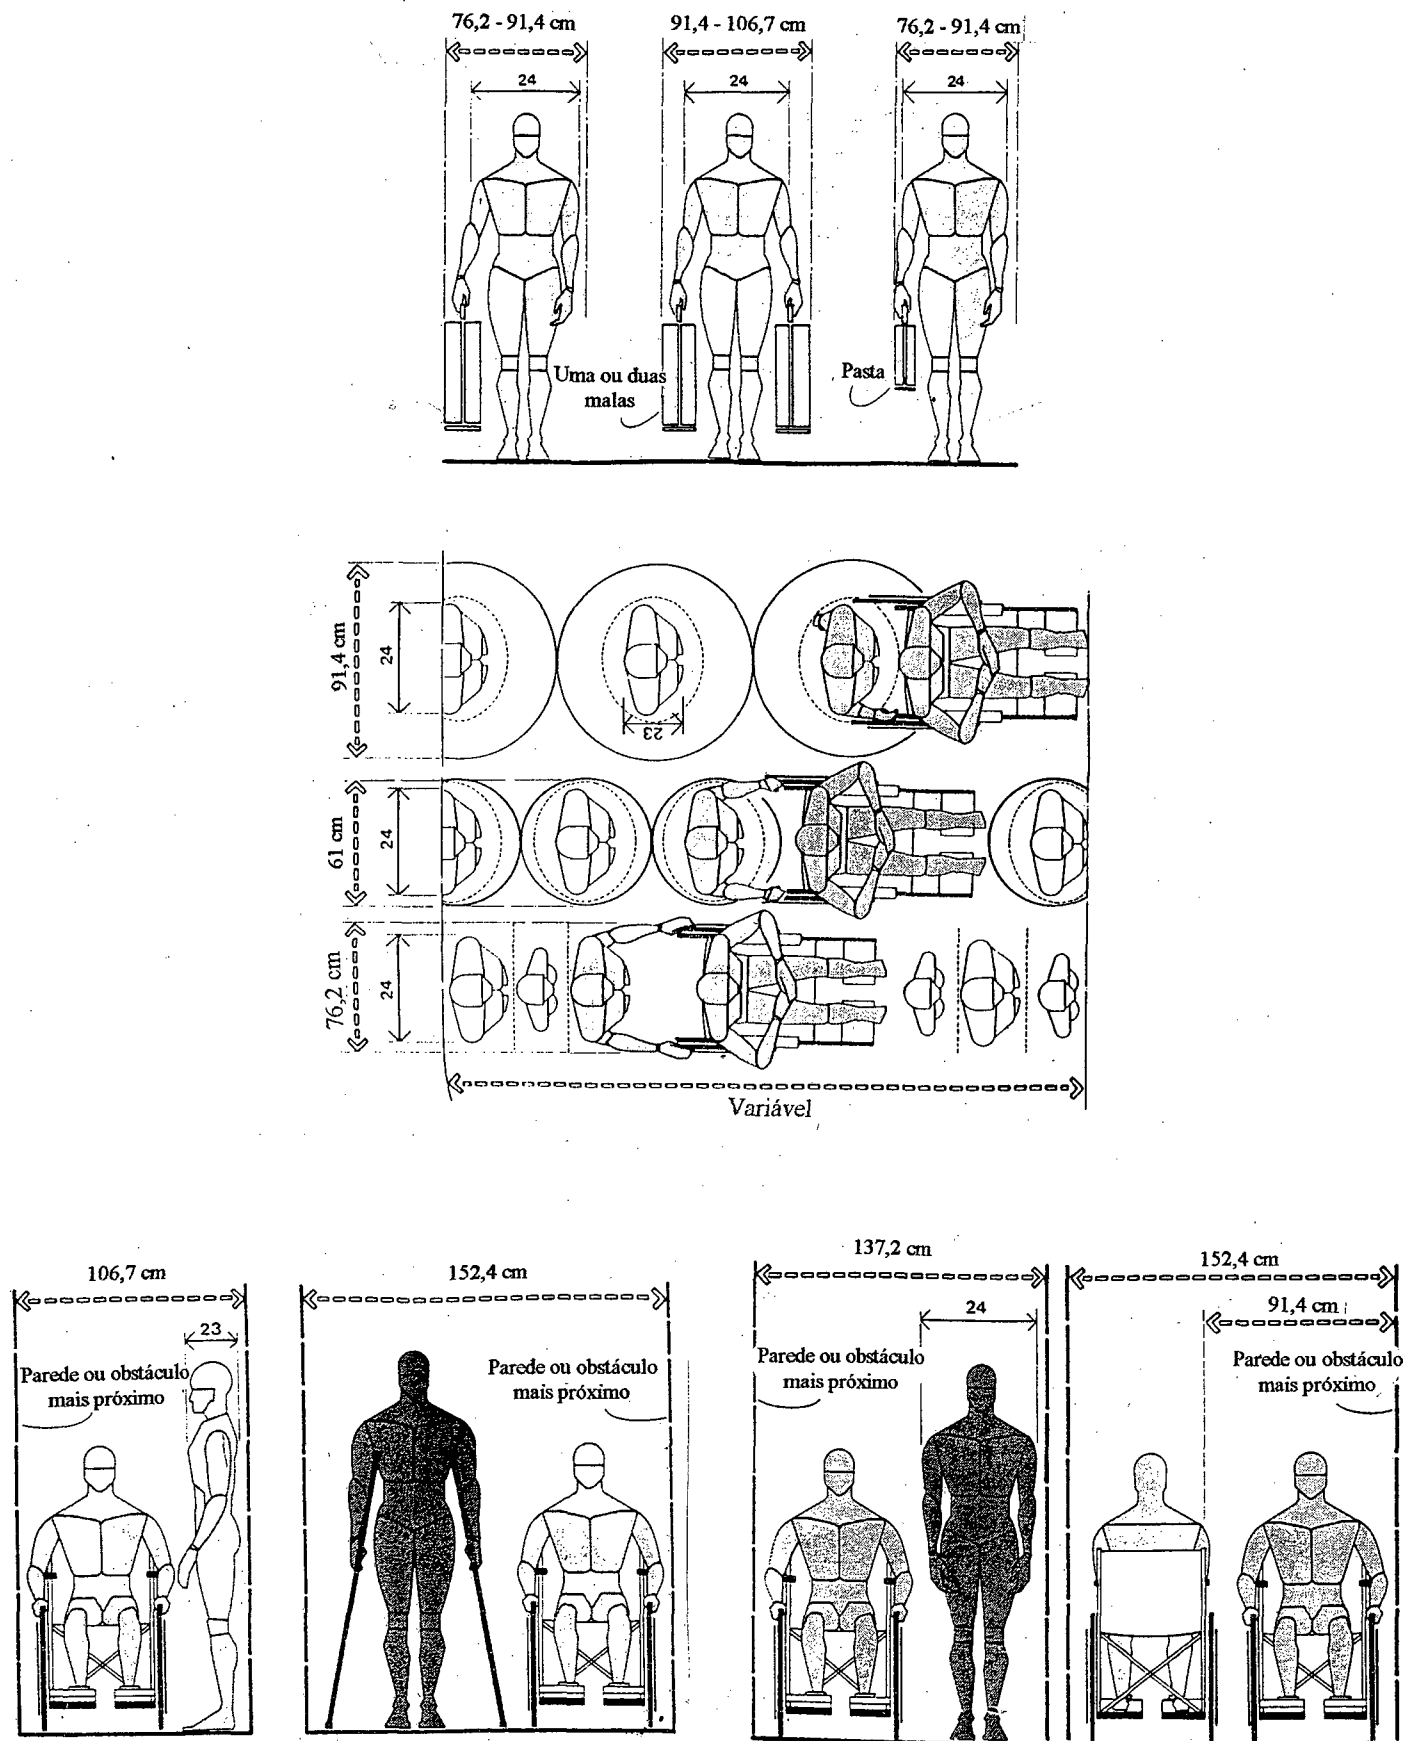 76,2 - 91,4 cm
91,4 - 106,7 cm
76,2 - 91,4 cm
24
24
24
Uma ou duas
malas
Pasta
91,4 cm
24
23
61 cm
24
76,2 cm
24
Variável
106,7 cm
23
Parede ou obstáculo
mais próximo
152,4 cm
Parede ou obstáculo
mais próximo
137,2 cm
24
Parede ou obstáculo
mais próximo
152,4 cm
91,4 cm
Parede ou obstáculo
mais próximo